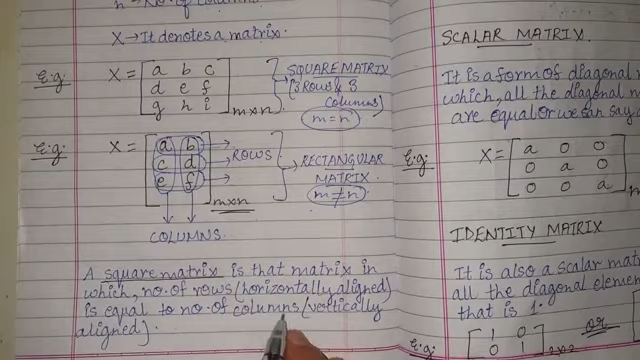 n → No. of columns
X → It denotes a matrix.
E.g. X = [a b c
d e f
g h i] m×n
SQUARE MATRIX
[3 ROWS & 3
columns]
m = n
E.g. X = [a b
c d
e f] m×n
→ ROWS
RECTANGULAR
MATRIX
m ≠ n
COLUMNS.
A square matrix is that matrix in
which, no. of rows (horizontally aligned)
is equal to no. of columns (vertically
aligned).
SCALAR MATRIX.
It is a form of diagonal
which, all the diagonal
are equal or we can say
E.g. X = [a 0 0
0 a 0
0 0 a]
IDENTITY MATRIX
It is also a scalar
all the diagonal
that is 1.
E.g. [1 0
0 1] 2×2
or